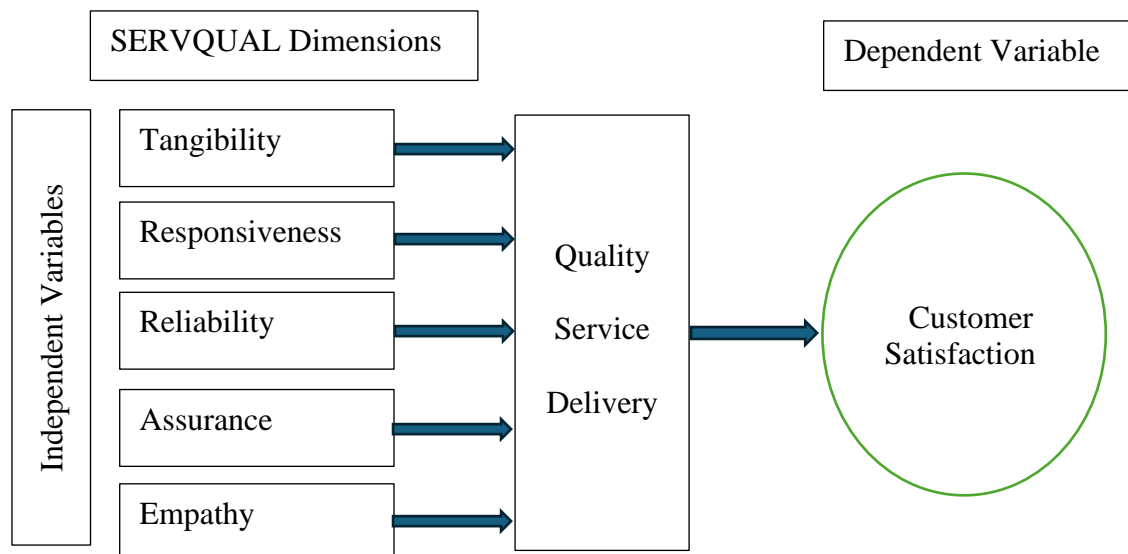 SERVQUAL Dimensions
Dependent Variable
Independent Variables
Tangibility
Responsiveness
Reliability
Assurance
Empathy
Quality
Service
Delivery
Customer
Satisfaction